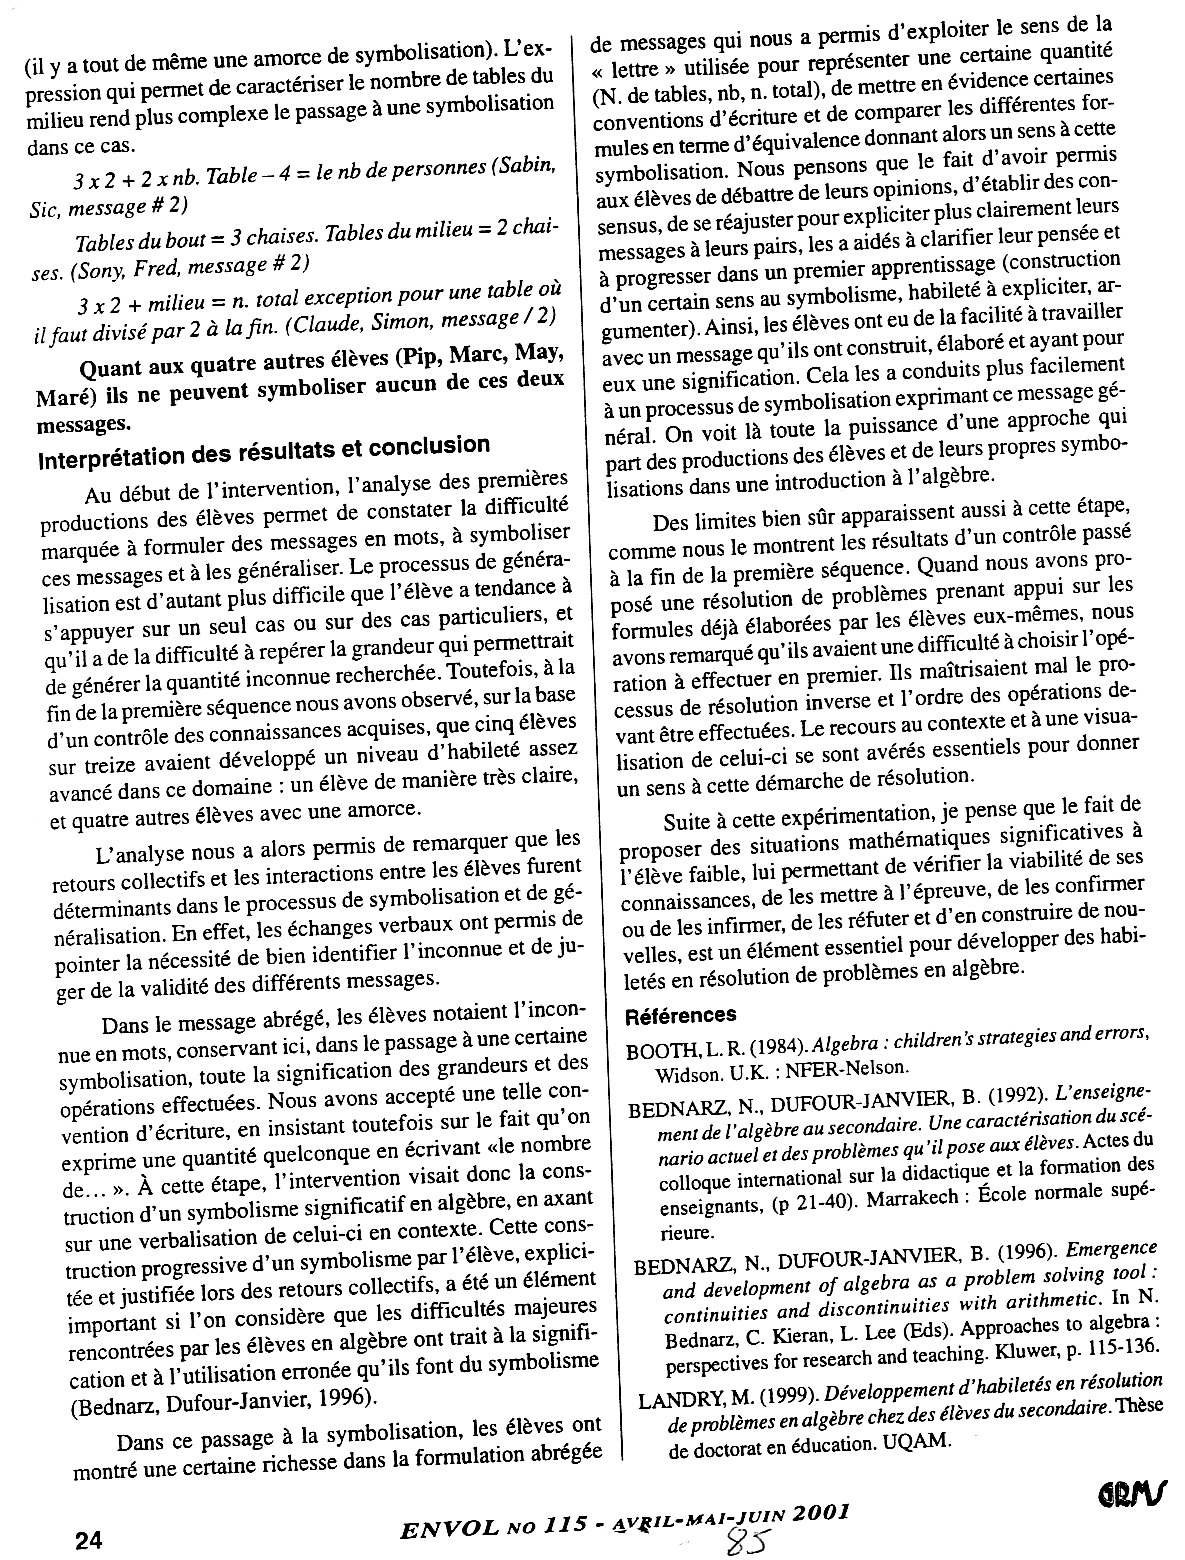 (il y a tout de même une amorce de symbolisation). L'ex-
pression qui permet de caractériser le nombre de tables du
milieu rend plus complexe le passage à une symbolisation
dans ce cas.
3 x 2 + 2 x nb. Table – 4 = le nb de personnes (Sabin,
Sic, message # 2)
Tables du bout = 3 chaises. Tables du milieu = 2 chai-
ses. (Sony, Fred, message # 2)
3 x 2 + milieu = n. total exception pour une table où
il faut divisé par 2 à la fin. (Claude, Simon, message / 2)
Quant aux quatre autres élèves (Pip, Marc, May,
Maré) ils ne peuvent symboliser aucun de ces deux
messages.
Interprétation des résultats et conclusion
Au début de l'intervention, l'analyse des premières
productions des élèves permet de constater la difficulté
marquée à formuler des messages en mots, à symboliser
ces messages et à les généraliser. Le processus de généra-
lisation est d'autant plus difficile que l'élève a tendance à
s'appuyer sur un seul cas ou sur des cas particuliers, et
qu'il a de la difficulté à repérer la grandeur qui permettrait
de générer la quantité inconnue recherchée. Toutefois, à la
fin de la première séquence nous avons observé, sur la base
d'un contrôle des connaissances acquises, que cinq élèves
sur treize avaient développé un niveau d'habileté assez
avancé dans ce domaine : un élève de manière très claire,
et quatre autres élèves avec une amorce.
L'analyse nous a alors permis de remarquer que les
retours collectifs et les interactions entre les élèves furent
déterminants dans le processus de symbolisation et de gé-
néralisation. En effet, les échanges verbaux ont permis de
pointer la nécessité de bien identifier l'inconnue et de ju-
ger de la validité des différents messages.
Dans le message abrégé, les élèves notaient l'incon-
nue en mots, conservant ici, dans le passage à une certaine
symbolisation, toute la signification des grandeurs et des
opérations effectuées. Nous avons accepté une telle con-
vention d'écriture, en insistant toutefois sur le fait qu'on
exprime une quantité quelconque en écrivant «le nombre
de... ». À cette étape, l'intervention visait donc la cons-
truction d'un symbolisme significatif en algèbre, en axant
sur une verbalisation de celui-ci en contexte. Cette cons-
truction progressive d'un symbolisme par l'élève, explici-
tée et justifiée lors des retours collectifs, a été un élément
important si l'on considère que les difficultés majeures
rencontrées par les élèves en algèbre ont trait à la signifi-
cation et à l'utilisation erronée qu'ils font du symbolisme
(Bednarz, Dufour-Janvier, 1996).
Dans ce passage à la symbolisation, les élèves ont
montré une certaine richesse dans la formulation abrégée
de messages qui nous a permis d'exploiter le sens de la
« lettre » utilisée pour représenter une certaine quantité
(N. de tables, nb, n. total), de mettre en évidence certaines
conventions d'écriture et de comparer les différentes for-
mules en terme d'équivalence donnant alors un sens à cette
symbolisation. Nous pensons que le fait d'avoir permis
aux élèves de débattre de leurs opinions, d'établir des con-
sensus, de se réajuster pour expliciter plus clairement leurs
messages à leurs pairs, les a aidés à clarifier leur pensée et
à progresser dans un premier apprentissage (construction
d'un certain sens au symbolisme, habileté à expliciter, ar-
gumenter). Ainsi, les élèves ont eu de la facilité à travailler
avec un message qu'ils ont construit, élaboré et ayant pour
eux une signification. Cela les a conduits plus facilement
à un processus de symbolisation exprimant ce message gé-
néral. On voit là toute la puissance d'une approche qui
part des productions des élèves et de leurs propres symbo-
lisations dans une introduction à l'algèbre.
Des limites bien sûr apparaissent aussi à cette étape,
comme nous le montrent les résultats d'un contrôle passé
à la fin de la première séquence. Quand nous avons pro-
posé une résolution de problèmes prenant appui sur les
formules déjà élaborées par les élèves eux-mêmes, nous
avons remarqué qu'ils avaient une difficulté à choisir l'opé-
ration à effectuer en premier. Ils maîtrisaient mal le pro-
cessus de résolution inverse et l'ordre des opérations de-
vant être effectuées. Le recours au contexte et à une visua-
lisation de celui-ci se sont avérés essentiels pour donner
un sens à cette démarche de résolution.
Suite à cette expérimentation, je pense que le fait de
proposer des situations mathématiques significatives à
l'élève faible, lui permettant de vérifier la viabilité de ses
connaissances, de les mettre à l'épreuve, de les confirmer
ou de les infirmer, de les réfuter et d'en construire de nou-
velles, est un élément essentiel pour développer des habi-
letés en résolution de problèmes en algèbre.
Références
BOOTH, L. R. (1984). Algebra : children's strategies and errors,
Widson. U.K. : NFER-Nelson.
BEDNARZ, N., DUFOUR-JANVIER, B. (1992). L'enseigne-
ment de l'algèbre au secondaire. Une caractérisation du scé-
nario actuel et des problèmes qu'il pose aux élèves. Actes du
colloque international sur la didactique et la formation des
enseignants, (p 21-40). Marrakech : École normale supé-
rieure.
BEDNARZ, N., DUFOUR-JANVIER, B. (1996). Emergence
and development of algebra as a problem solving tool :
continuities and discontinuities with arithmetic. In N.
Bednarz, C. Kieran, L. Lee (Eds). Approaches to algebra :
perspectives for research and teaching. Kluwer, p. 115-136.
LANDRY, M. (1999). Développement d'habiletés en résolution
de problèmes en algèbre chez des élèves du secondaire. Thèse
de doctorat en éducation. UQAM.
GRMS
24
ENVOL NO 115 - AVRIL-MAI-JUIN 2001
85